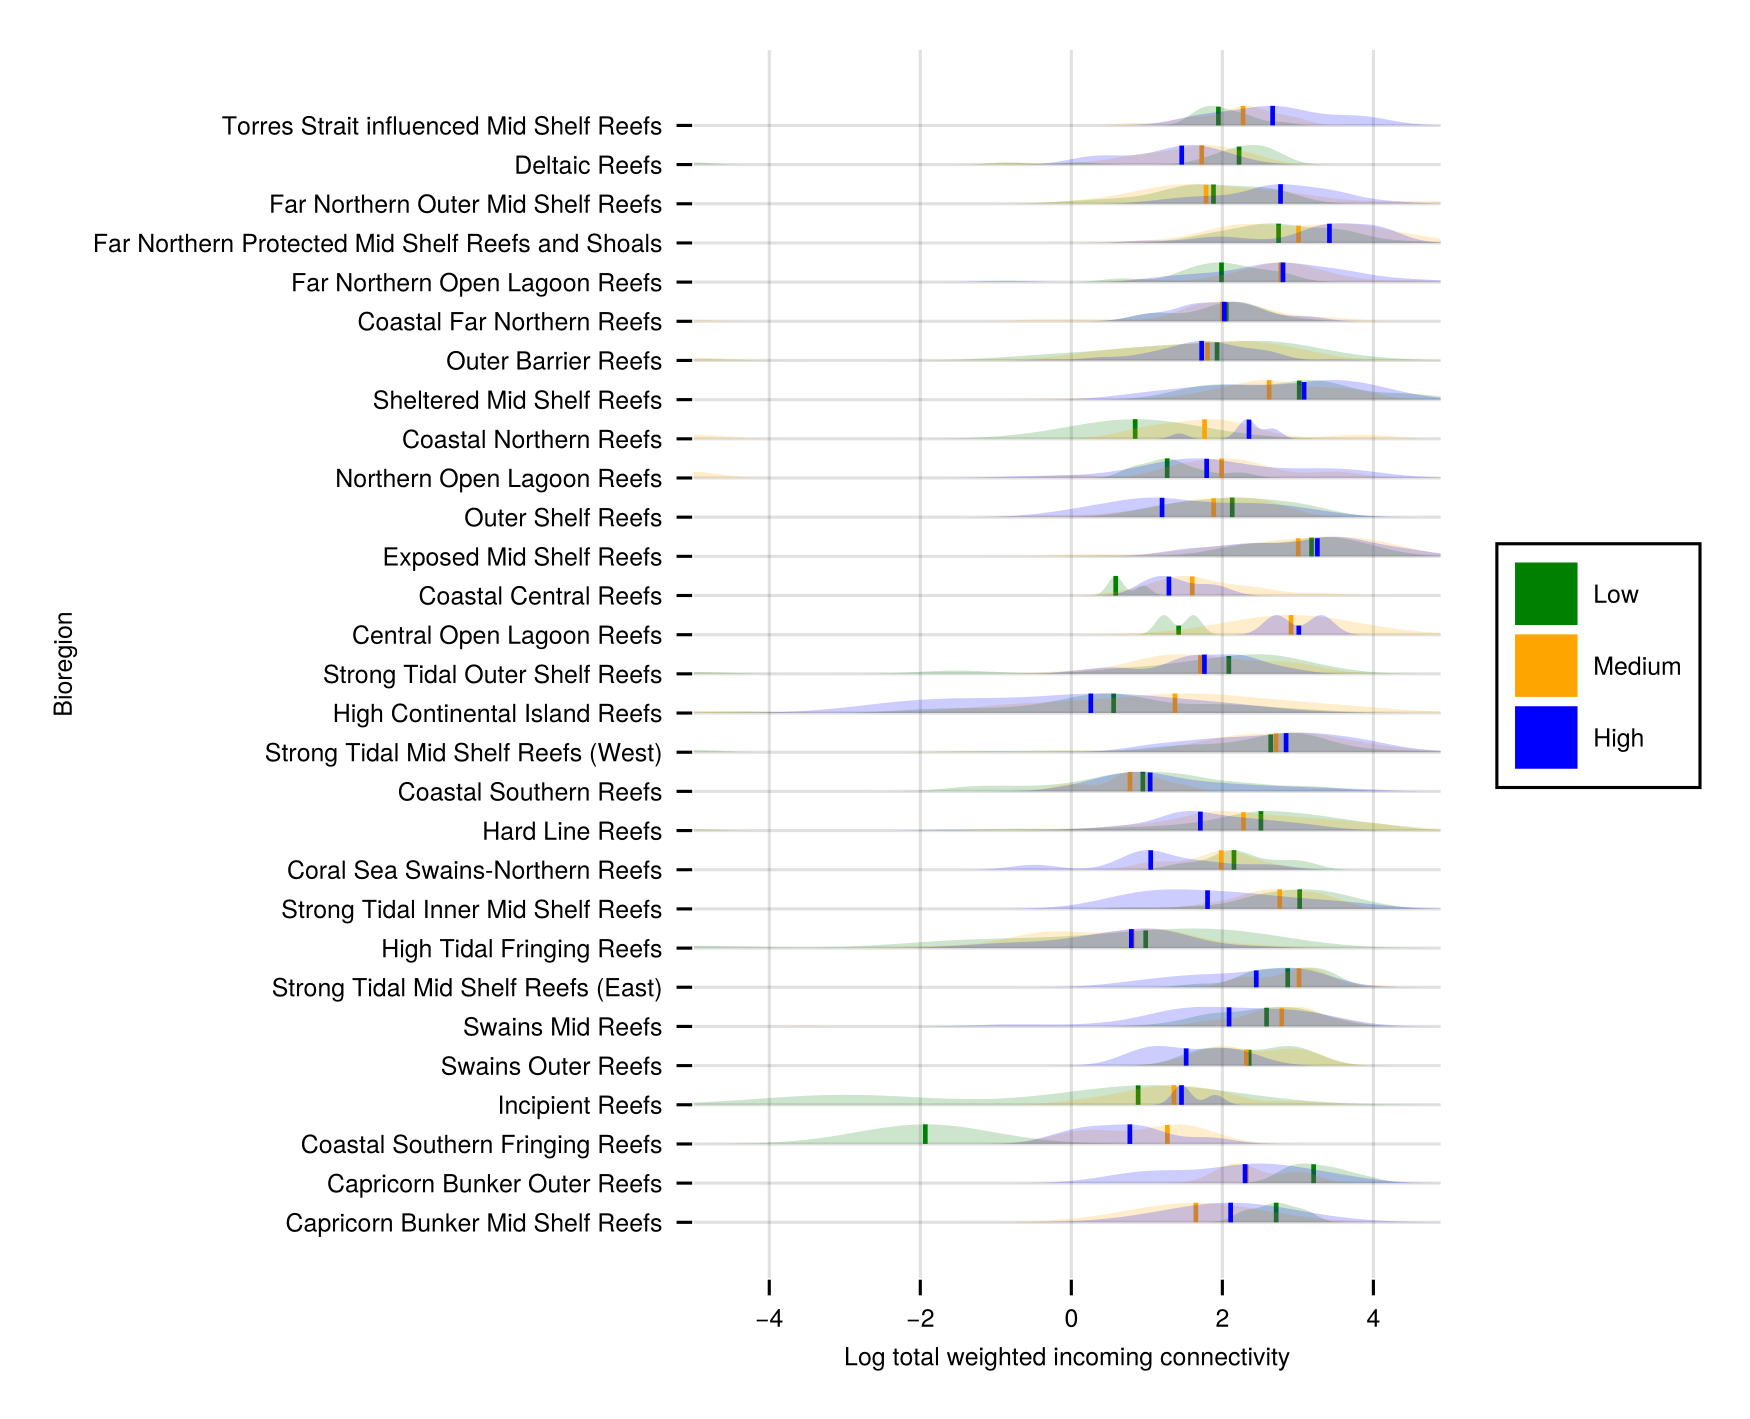 Torres Strait influenced Mid Shelf Reefs
Deltaic Reefs
Far Northern Outer Mid Shelf Reefs
Far Northern Protected Mid Shelf Reefs and Shoals
Far Northern Open Lagoon Reefs
Coastal Far Northern Reefs
Outer Barrier Reefs
Sheltered Mid Shelf Reefs
Coastal Northern Reefs
Northern Open Lagoon Reefs
Outer Shelf Reefs
Exposed Mid Shelf Reefs
Coastal Central Reefs
Central Open Lagoon Reefs
Strong Tidal Outer Shelf Reefs
High Continental Island Reefs
Strong Tidal Mid Shelf Reefs (West)
Coastal Southern Reefs
Hard Line Reefs
Coral Sea Swains-Northern Reefs
Strong Tidal Inner Mid Shelf Reefs
High Tidal Fringing Reefs
Strong Tidal Mid Shelf Reefs (East)
Swains Mid Reefs
Swains Outer Reefs
Incipient Reefs
Coastal Southern Fringing Reefs
Capricorn Bunker Outer Reefs
Capricorn Bunker Mid Shelf Reefs
Bioregion
−4 −2 0 2 4
Log total weighted incoming connectivity
Low
Medium
High